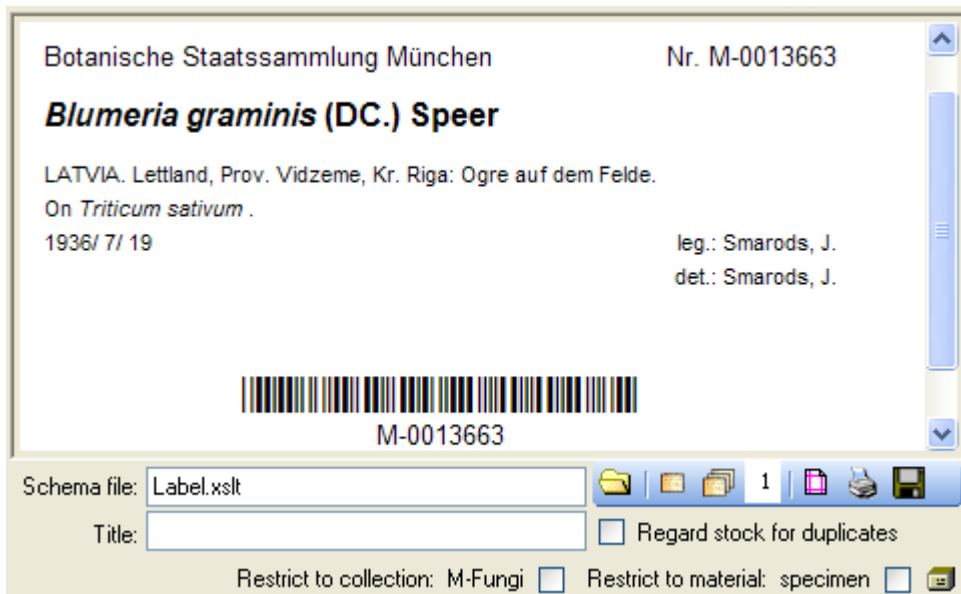 Botanische Staatssammlung München Nr. M-0013663
Blumeria graminis (DC.) Speer
LATVIA. Lettland, Prov. Vidzeme, Kr. Riga: Ogre auf dem Felde.
On Triticum sativum .
1936/ 7/ 19 leg.: Smarods, J.
det.: Smarods, J.
M-0013663
Schema file: Label.xslt 1
Title: Regard stock for duplicates
Restrict to collection: M-Fungi Restrict to material: specimen